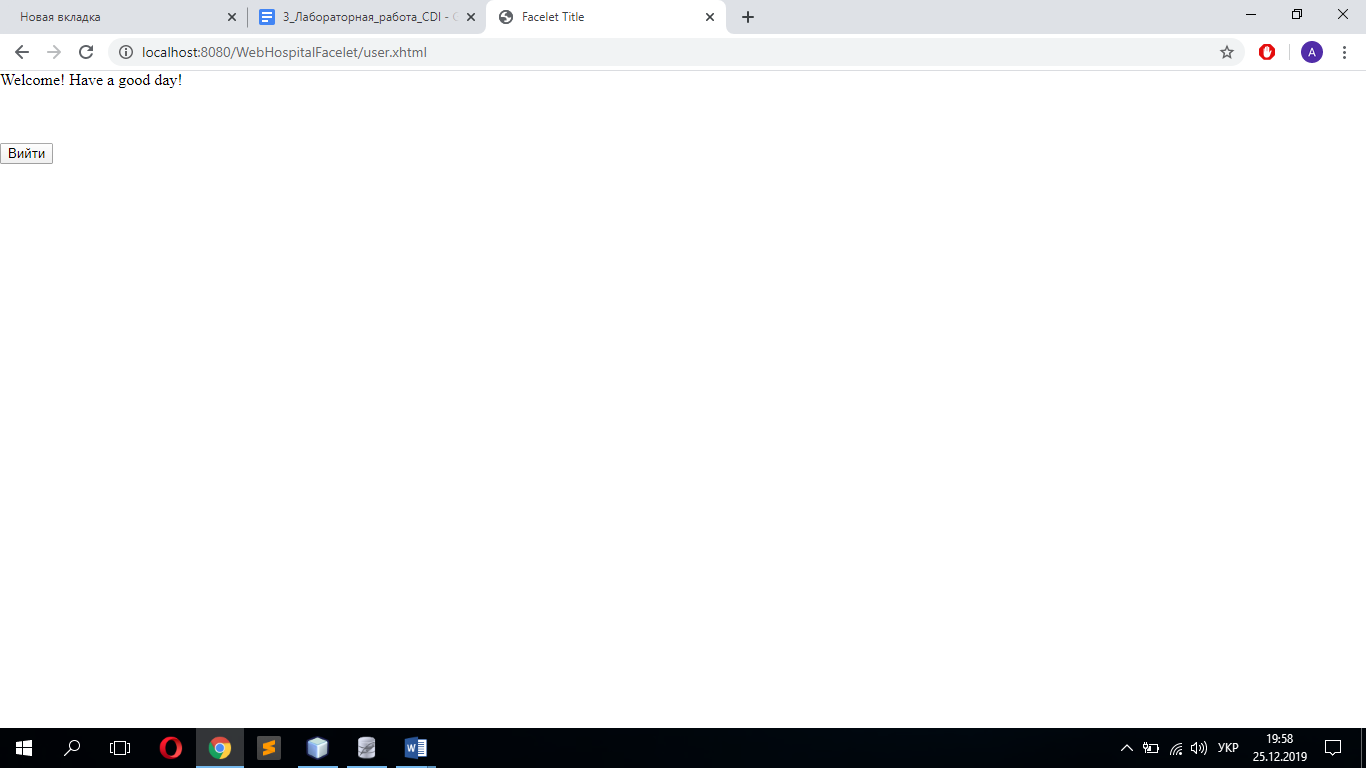 Новая вкладка
3_Лабораторная_работа_CDI - G
Facelet Title
localhost:8080/WebHospitalFacelet/user.xhtml
A
Welcome! Have a good day!
Вийти
УКР
19:58
25.12.2019